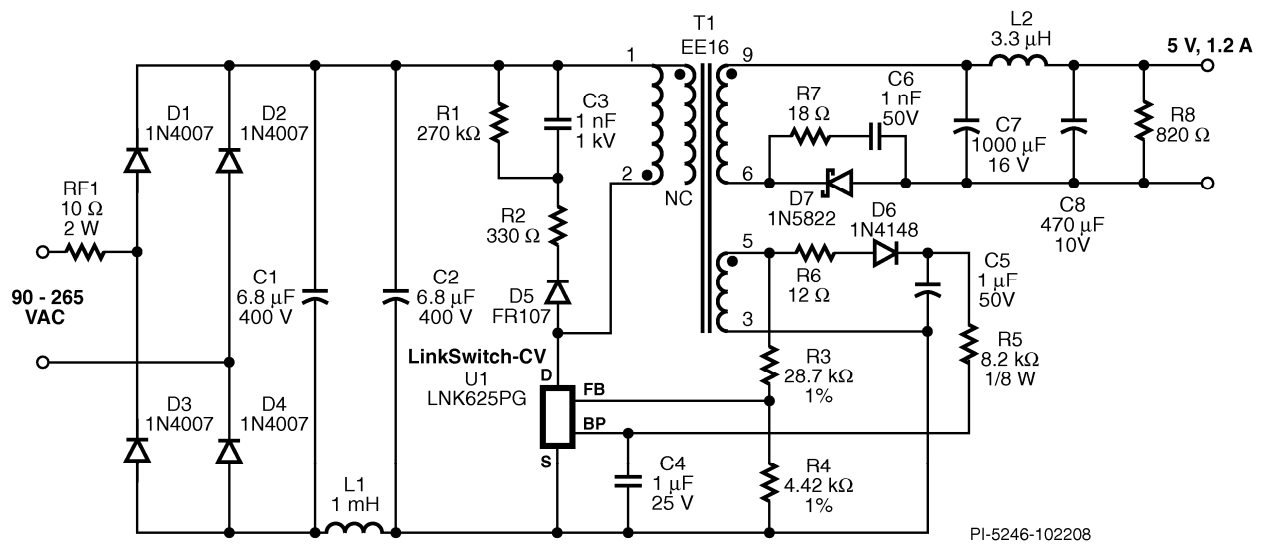 T1
EE16
L2
3.3 µH
5 V, 1.2 A
1
9
D1
1N4007
D2
1N4007
R1
270 kΩ
C3
1 nF
1 kV
R7
18 Ω
C6
1 nF
50V
C7
1000 µF
16 V
R8
820 Ω
2
6
NC
RF1
10 Ω
2 W
R2
330 Ω
D7
1N5822
D6
1N4148
C8
470 µF
10V
5
R6
12 Ω
C5
1 µF
50V
90 - 265
VAC
C1
6.8 µF
400 V
C2
6.8 µF
400 V
D5
FR107
3
LinkSwitch-CV
U1
LNK625PG
D
FB
BP
S
R3
28.7 kΩ
1%
R5
8.2 kΩ
1/8 W
D3
1N4007
D4
1N4007
C4
1 µF
25 V
R4
4.42 kΩ
1%
L1
1 mH
PI-5246-102208